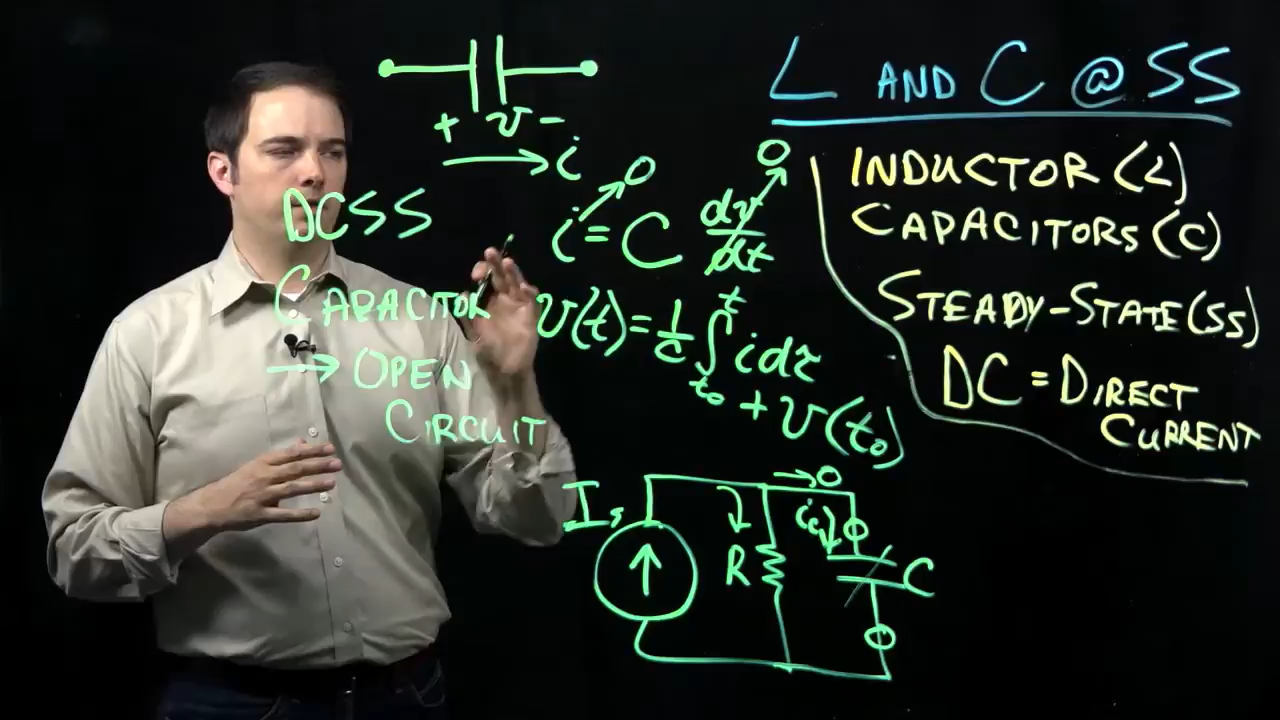 L AND C @ SS
INDUCTOR (L)
CAPACITORS (C)
STEADY-STATE (SS)
DC = DIRECT
CURRENT
+ v -
i
DCSS
CAPACITOR
→ OPEN
CIRCUIT
0 0
i = C dv/dt
v(t) = 1/C ∫ t t₀ i dτ
+ v(t₀)
→ 0
Is
R
ic
C